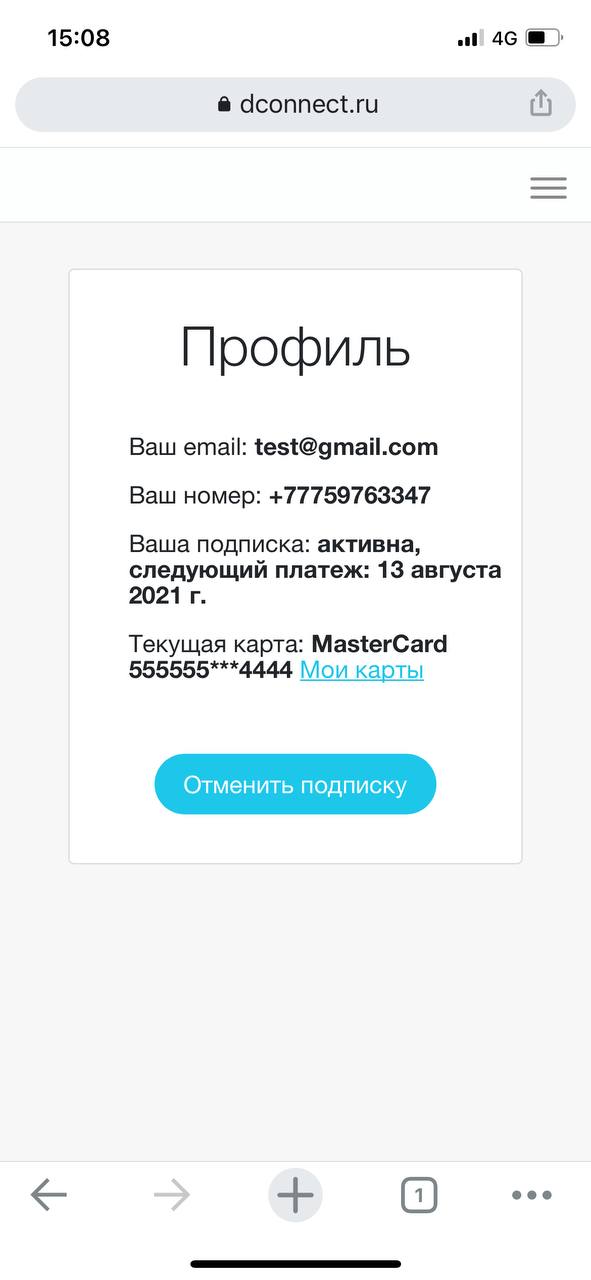 15:08
4G
dconnect.ru
Профиль
Ваш email: test@gmail.com
Ваш номер: +77759763347
Ваша подписка: активна,
следующий платеж: 13 августа
2021 г.
Текущая карта: MasterCard
555555***4444 Мои карты
Отменить подписку
1